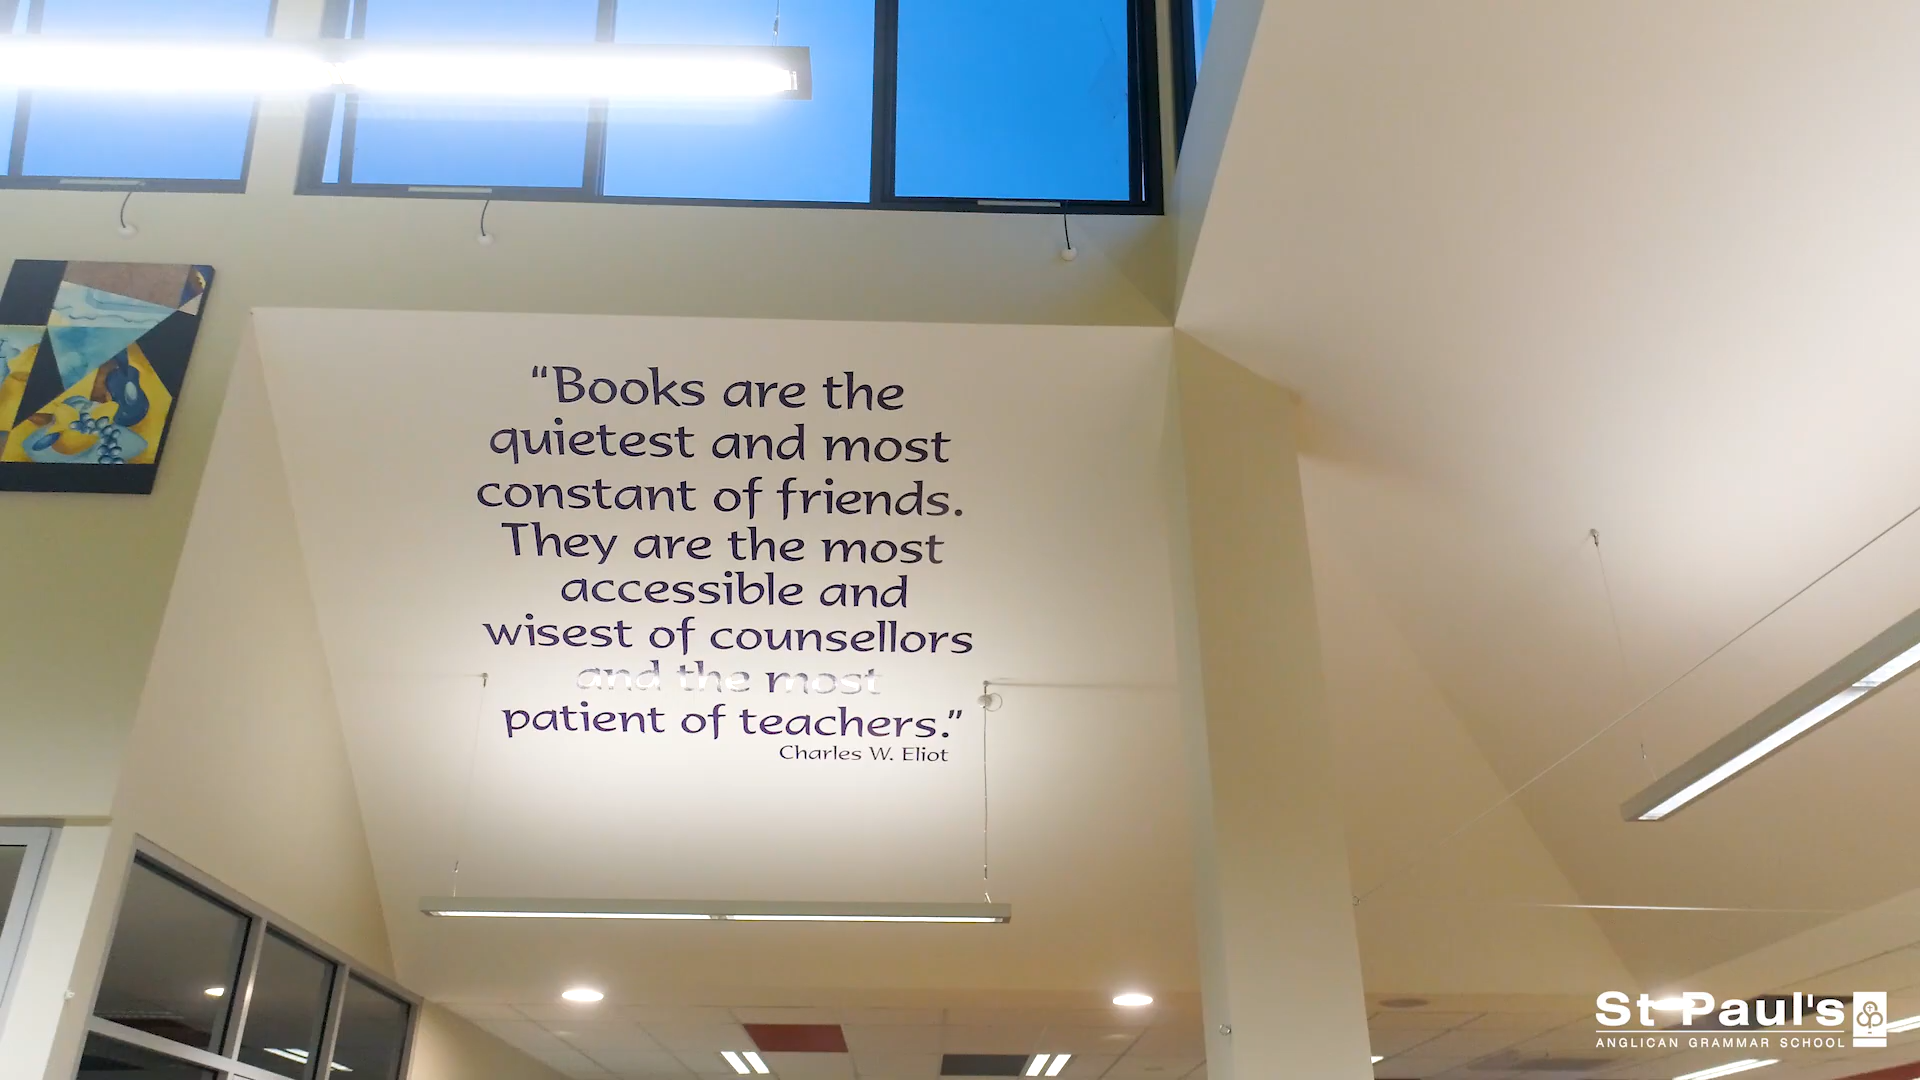 “Books are the
quietest and most
constant of friends.
They are the most
accessible and
wisest of counsellors
and the most
patient of teachers.”
Charles W. Eliot
St Paul's
ANGLICAN GRAMMAR SCHOOL